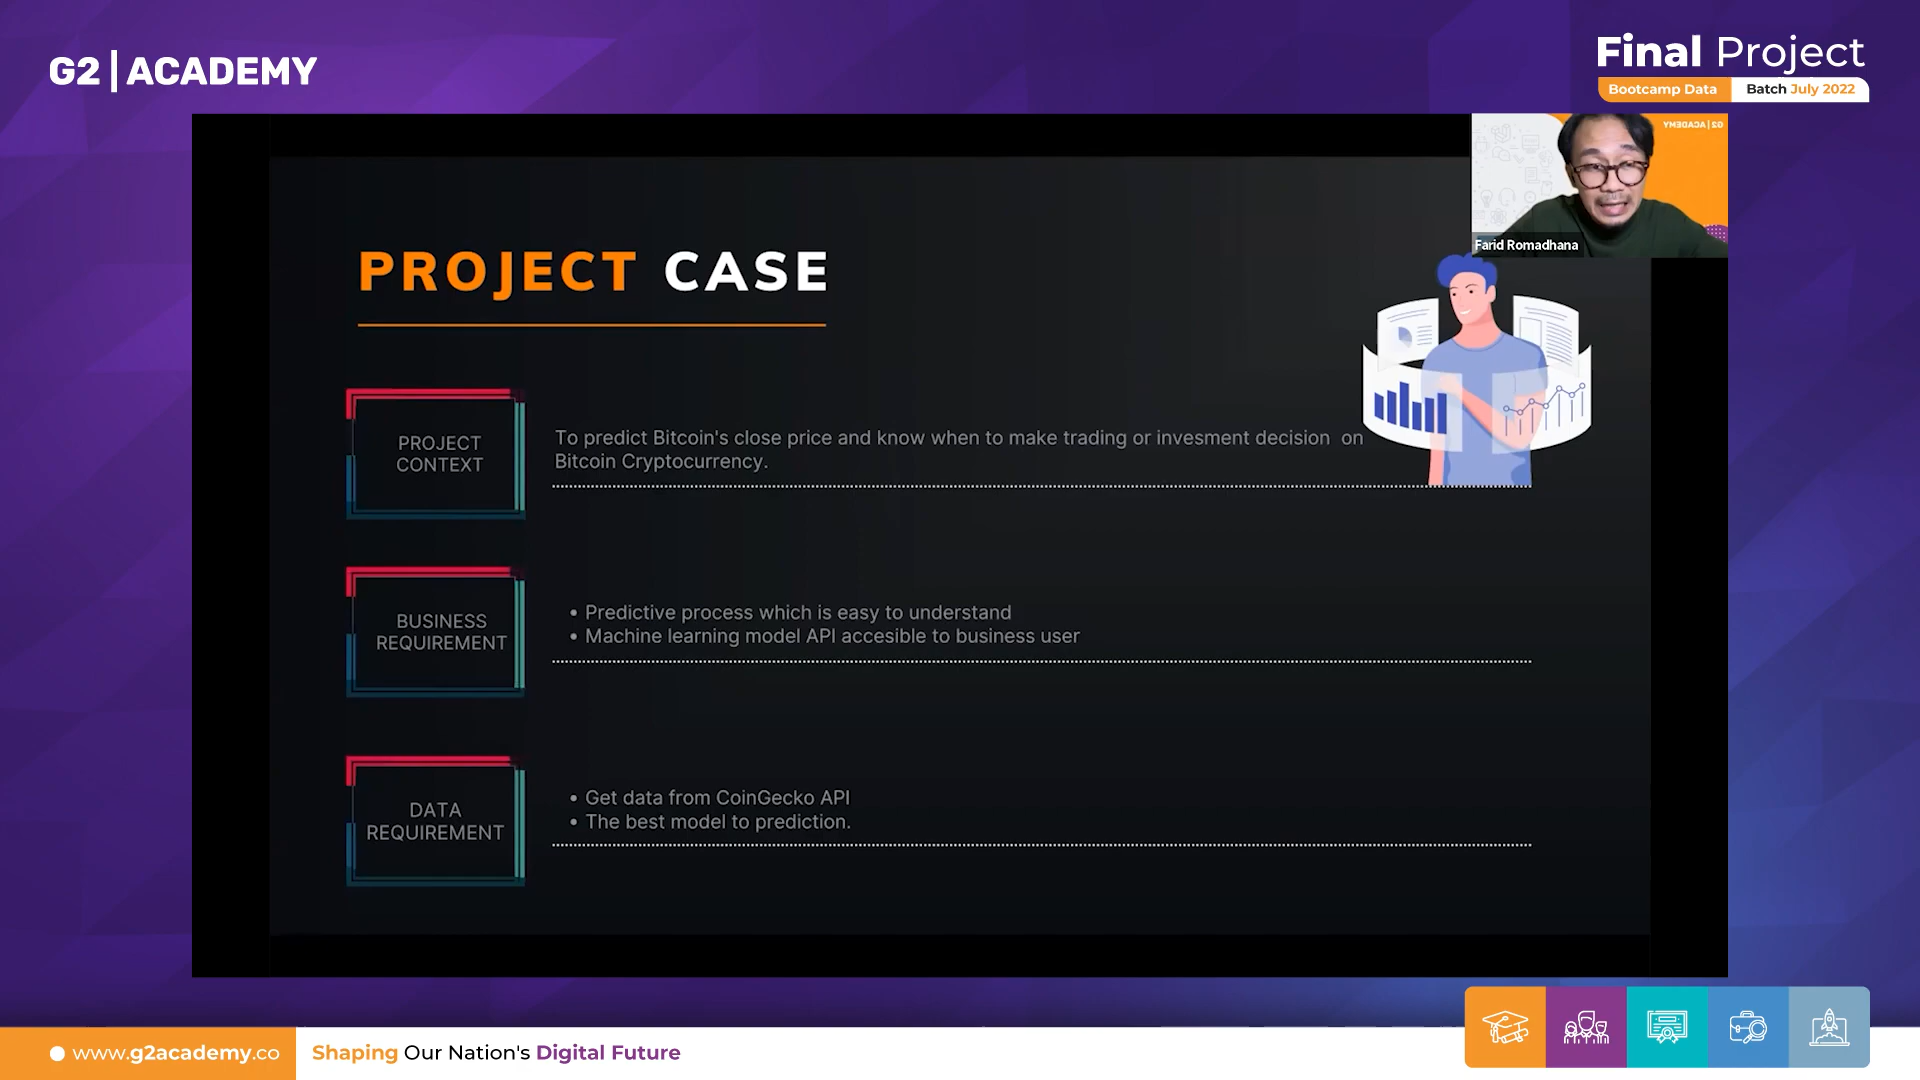 G2 | ACADEMY
Final Project
Bootcamp Data
Batch July 2022
G2 | ACADEMY
Farid Romadhana
PROJECT CASE
PROJECT
CONTEXT
To predict Bitcoin's close price and know when to make trading or invesment decision on
Bitcoin Cryptocurrency.
BUSINESS
REQUIREMENT
• Predictive process which is easy to understand
• Machine learning model API accesible to business user
DATA
REQUIREMENT
• Get data from CoinGecko API
• The best model to prediction.
www.g2academy.co
Shaping Our Nation's Digital Future